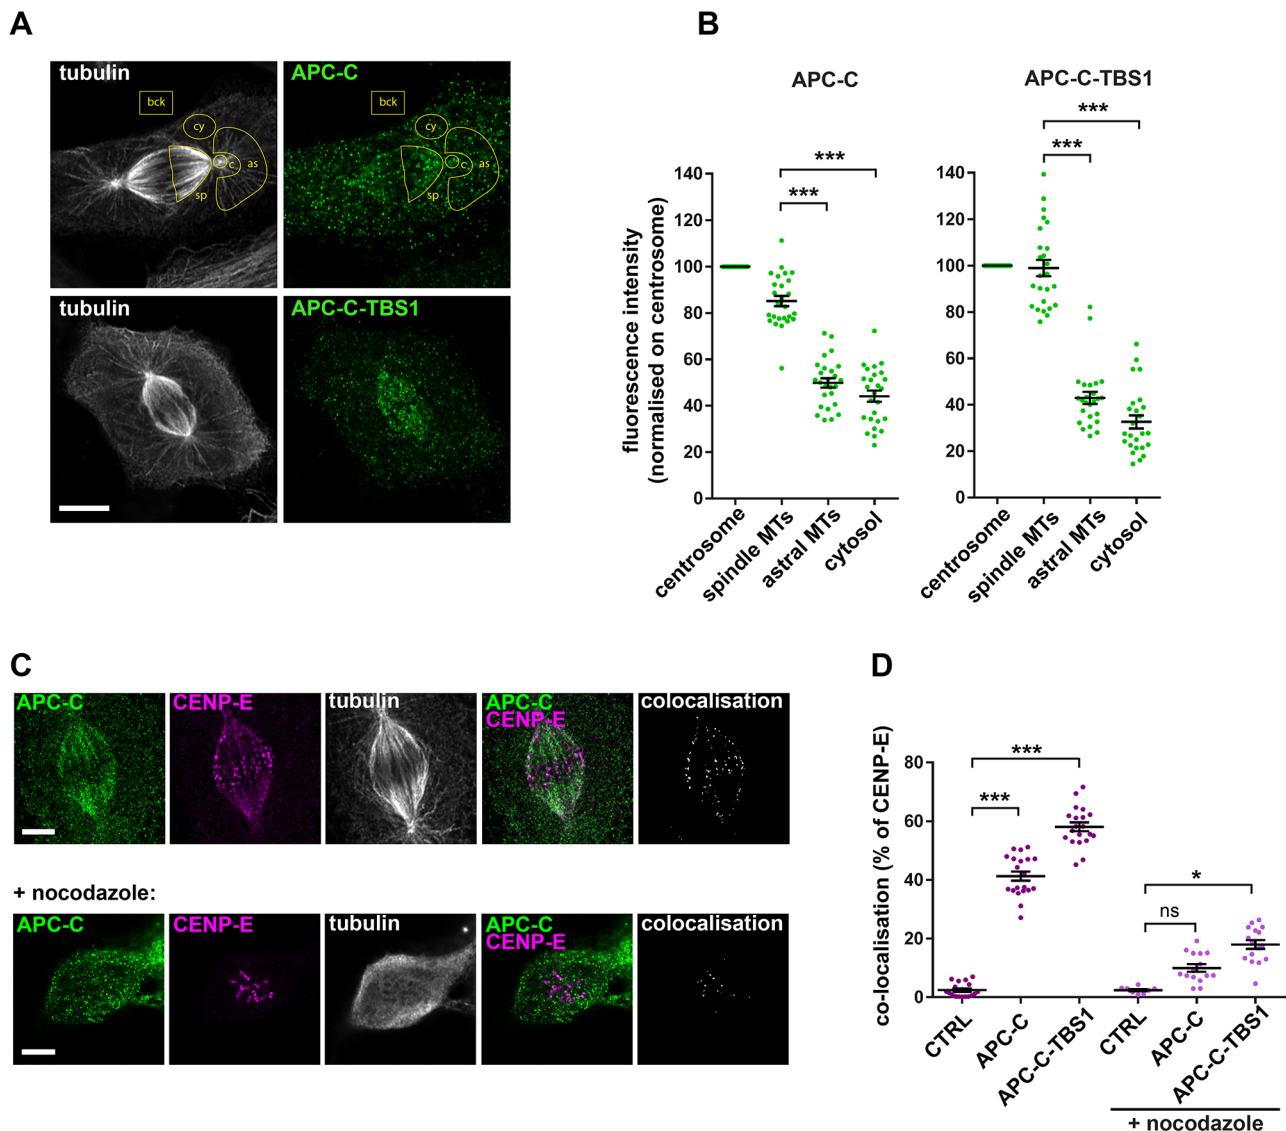 A
tubulin
APC-C
bck
bck
cy
cy
c
as
c
as
sp
sp
tubulin
APC-C-TBS1
B
APC-C
APC-C-TBS1
***
***
***
***
fluorescence intensity
(normalised on centrosome)
140
120
100
80
60
40
20
0
140
120
100
80
60
40
20
0
centrosome
spindle MTs
astral MTs
cytosol
centrosome
spindle MTs
astral MTs
cytosol
C
APC-C
CENP-E
tubulin
APC-C
CENP-E
colocalisation
+ nocodazole:
APC-C
CENP-E
tubulin
APC-C
CENP-E
colocalisation
D
co-localisation (% of CENP-E)
80
60
40
20
0
***
***
*
ns
CTRL
APC-C
APC-C-TBS1
CTRL
APC-C
APC-C-TBS1
+ nocodazole